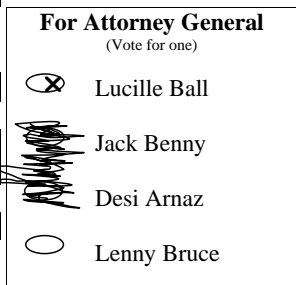 For Attorney General
(Vote for one)
Lucille Ball
Jack Benny
Desi Arnaz
Lenny Bruce